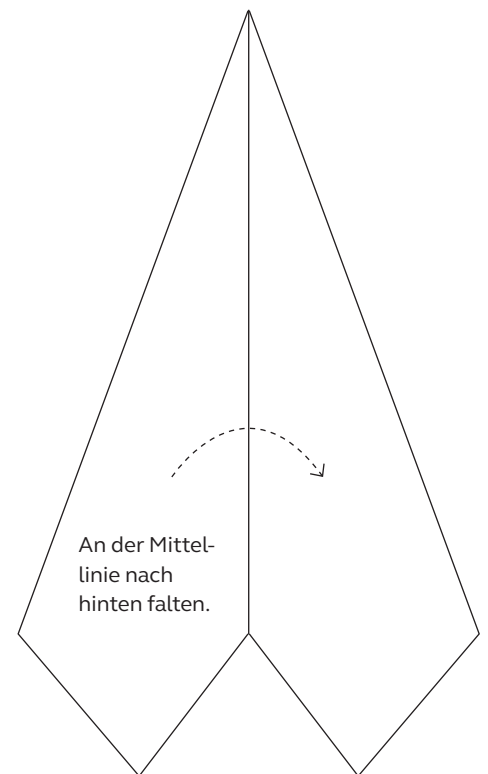 An der Mittel-
linie nach
hinten falten.